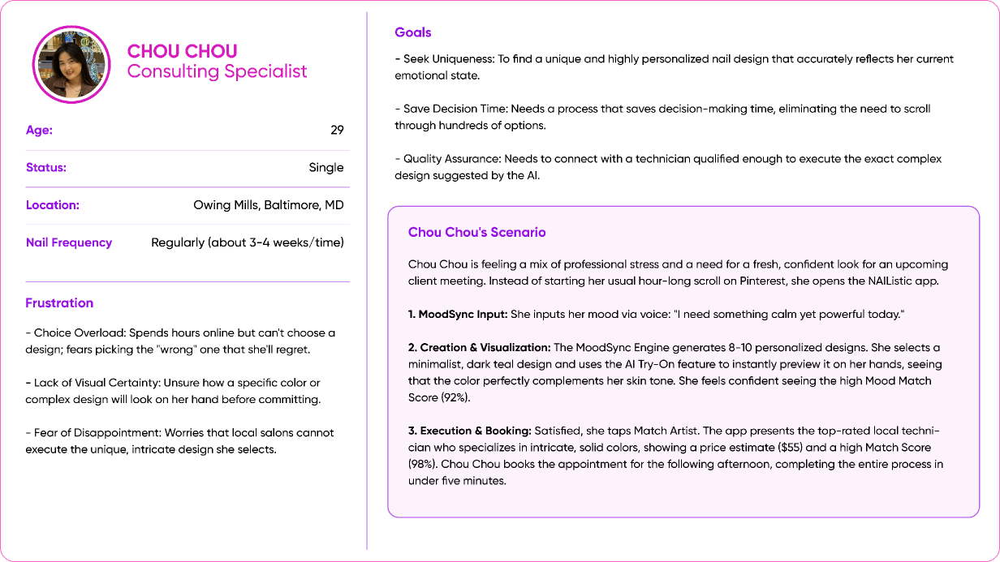 CHOU CHOU
Consulting Specialist
Age: 29
Status: Single
Location: Owing Mills, Baltimore, MD
Nail Frequency Regularly (about 3-4 weeks/time)
Frustration
- Choice Overload: Spends hours online but can't choose a
design; fears picking the "wrong" one that she'll regret.
- Lack of Visual Certainty: Unsure how a specific color or
complex design will look on her hand before committing.
- Fear of Disappointment: Worries that local salons cannot
execute the unique, intricate design she selects.
Goals
- Seek Uniqueness: To find a unique and highly personalized nail design that accurately reflects her current
emotional state.
- Save Decision Time: Needs a process that saves decision-making time, eliminating the need to scroll
through hundreds of options.
- Quality Assurance: Needs to connect with a technician qualified enough to execute the exact complex
design suggested by the AI.
Chou Chou's Scenario
Chou Chou is feeling a mix of professional stress and a need for a fresh, confident look for an upcoming
client meeting. Instead of starting her usual hour-long scroll on Pinterest, she opens the NAIListic app.
1. MoodSync Input: She inputs her mood via voice: "I need something calm yet powerful today."
2. Creation & Visualization: The MoodSync Engine generates 8-10 personalized designs. She selects a
minimalist, dark teal design and uses the AI Try-On feature to instantly preview it on her hands, seeing
that the color perfectly complements her skin tone. She feels confident seeing the high Mood Match
Score (92%).
3. Execution & Booking: Satisfied, she taps Match Artist. The app presents the top-rated local techni-
cian who specializes in intricate, solid colors, showing a price estimate ($55) and a high Match Score
(98%). Chou Chou books the appointment for the following afternoon, completing the entire process in
under five minutes.